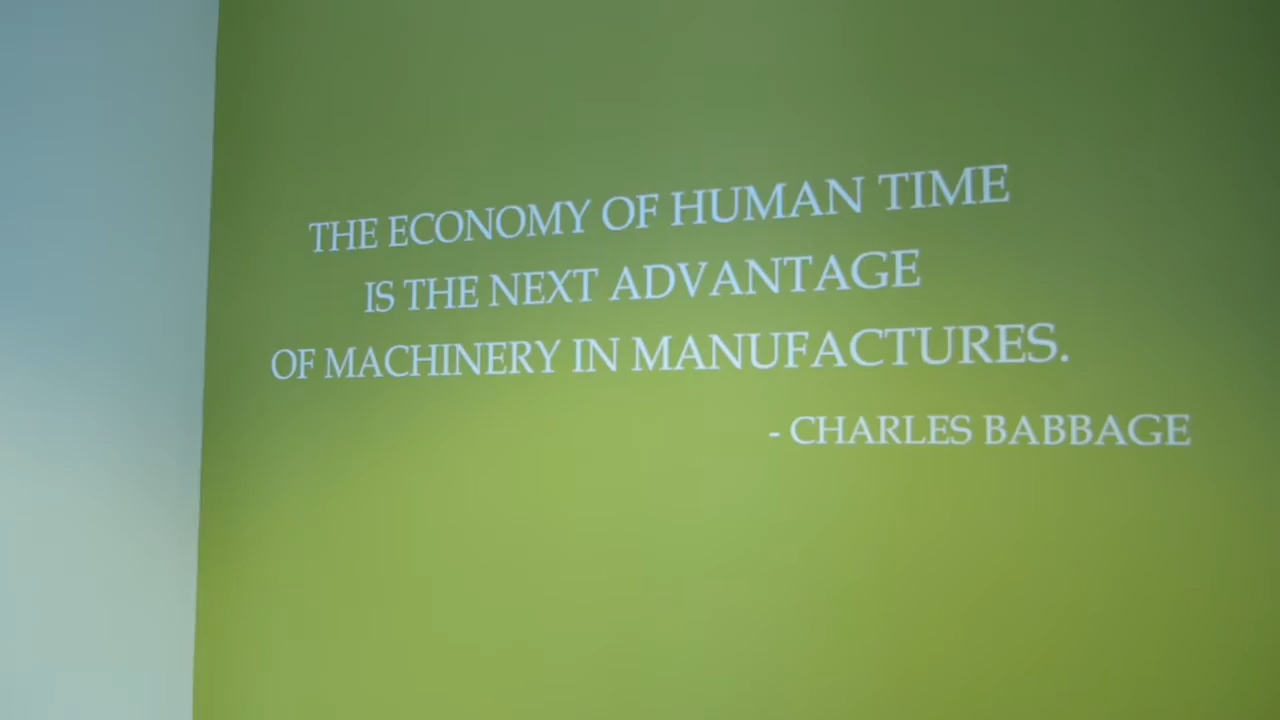 THE ECONOMY OF HUMAN TIME
IS THE NEXT ADVANTAGE
OF MACHINERY IN MANUFACTURES.
- CHARLES BABBAGE